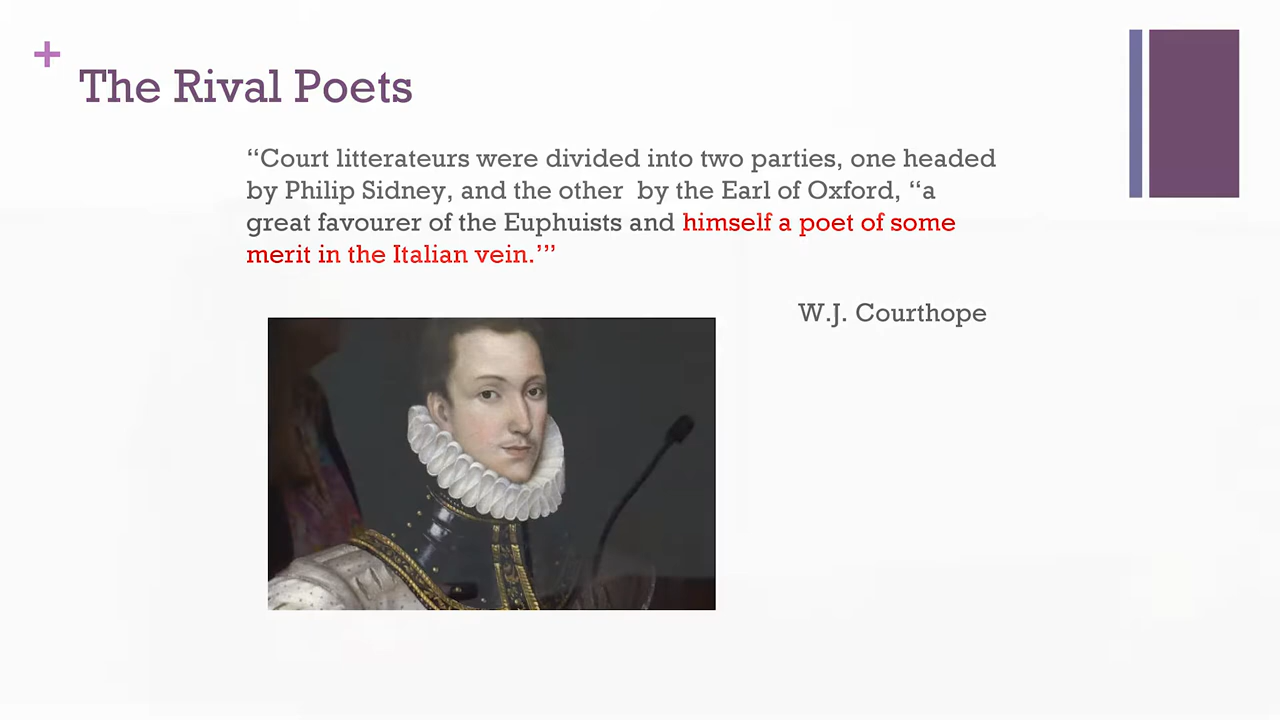 The Rival Poets
“Court litterateurs were divided into two parties, one headed
by Philip Sidney, and the other  by the Earl of Oxford, “a
great favourer of the Euphuists and himself a poet of some
merit in the Italian vein.’”
W.J. Courthope